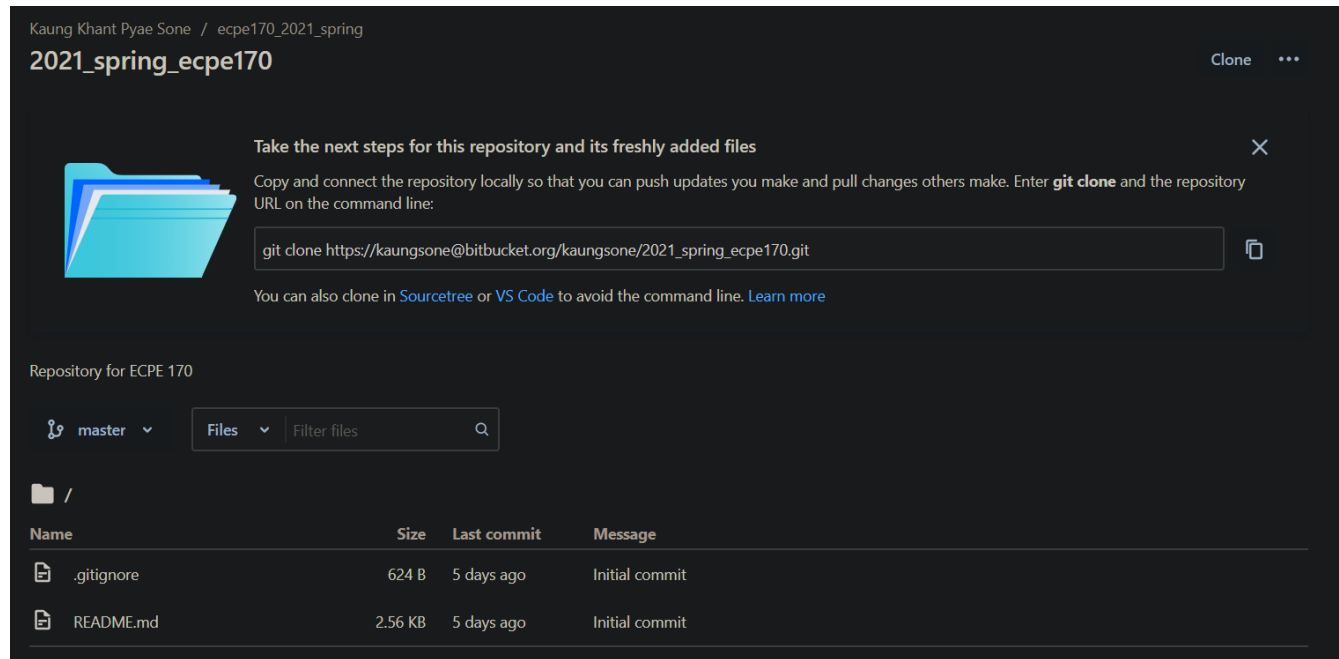 Kaung Khant Pyae Sone / ecpe170_2021_spring
2021_spring_ecpe170
Clone
Take the next steps for this repository and its freshly added files
Copy and connect the repository locally so that you can push updates you make and pull changes others make. Enter git clone and the repository
URL on the command line:
git clone https://kaungsone@bitbucket.org/kaungsone/2021_spring_ecpe170.git
You can also clone in Sourcetree or VS Code to avoid the command line. Learn more
Repository for ECPE 170
master Files Filter files
/
Name Size Last commit Message
.gitignore 624 B 5 days ago Initial commit
README.md 2.56 KB 5 days ago Initial commit